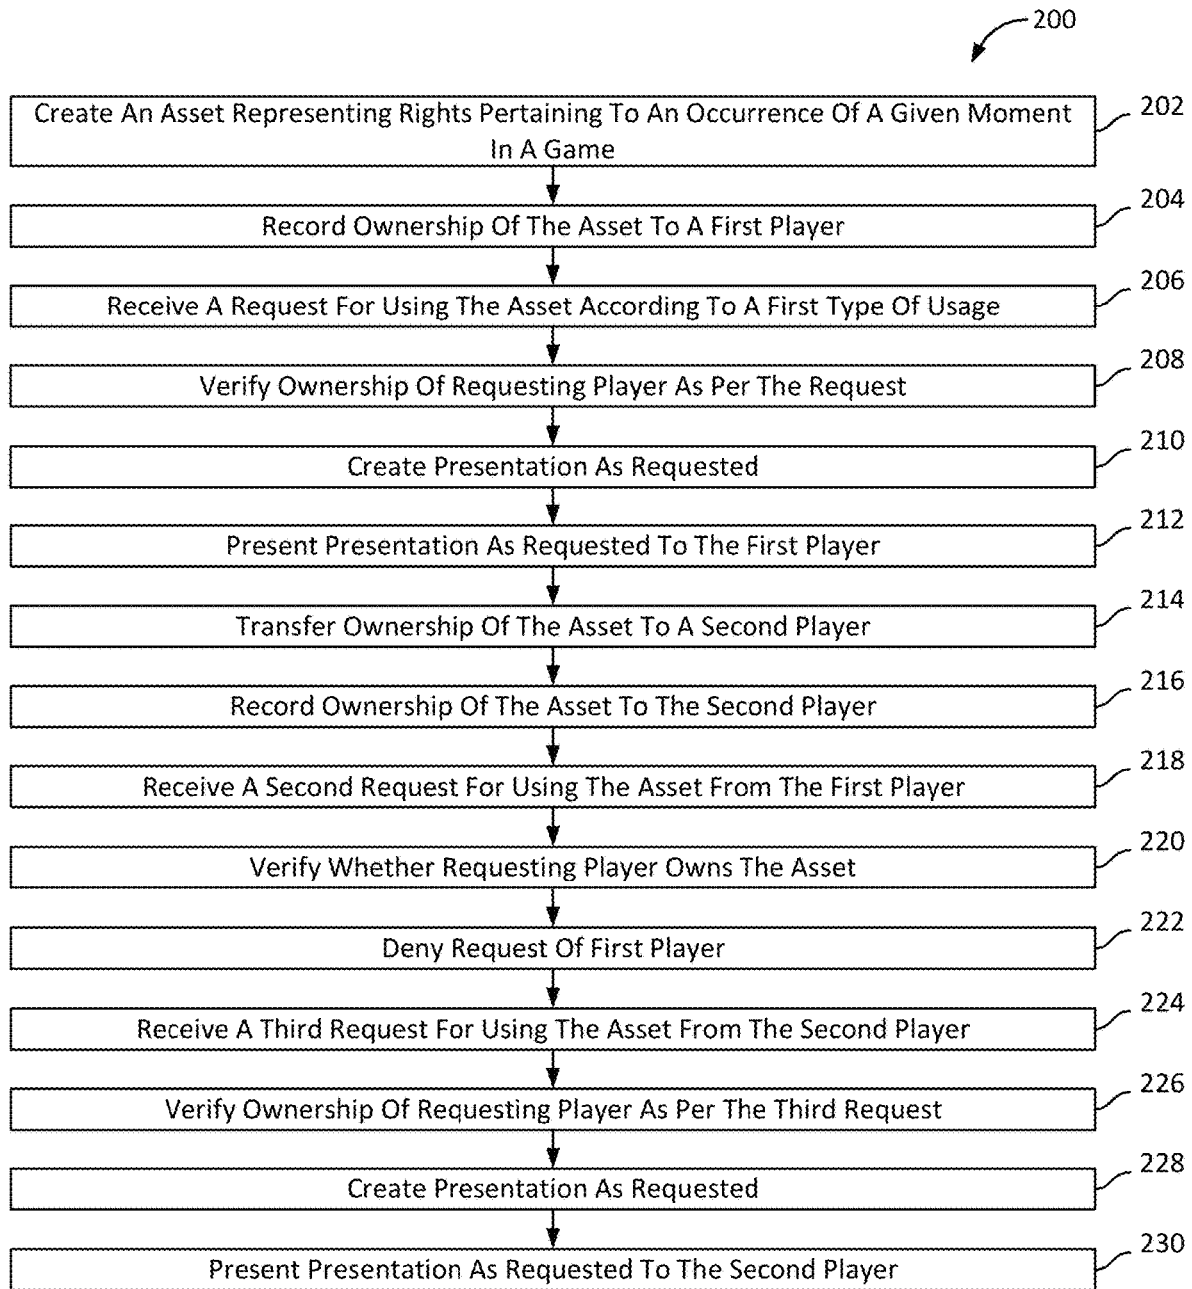 200
Create An Asset Representing Rights Pertaining To An Occurrence Of A Given Moment
In A Game
202
Record Ownership Of The Asset To A First Player
204
Receive A Request For Using The Asset According To A First Type Of Usage
206
Verify Ownership Of Requesting Player As Per The Request
208
Create Presentation As Requested
210
Present Presentation As Requested To The First Player
212
Transfer Ownership Of The Asset To A Second Player
214
Record Ownership Of The Asset To The Second Player
216
Receive A Second Request For Using The Asset From The First Player
218
Verify Whether Requesting Player Owns The Asset
220
Deny Request Of First Player
222
Receive A Third Request For Using The Asset From The Second Player
224
Verify Ownership Of Requesting Player As Per The Third Request
226
Create Presentation As Requested
228
Present Presentation As Requested To The Second Player
230